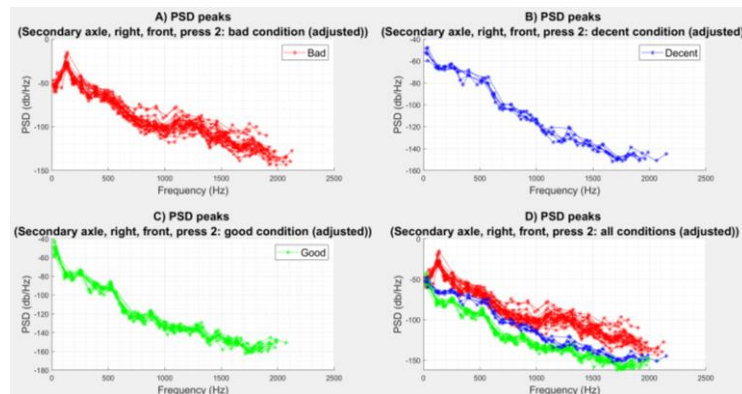 A) PSD peaks
(Secondary axle, right, front, press 2: bad condition (adjusted))
PSD (db/Hz)
0
-50
-100
-150
0 500 1000 1500 2000 2500
Frequency (Hz)
Bad
B) PSD peaks
(Secondary axle, right, front, press 2: decent condition (adjusted))
PSD (db/Hz)
-40
-60
-80
-100
-120
-140
-160
0 500 1000 1500 2000 2500
Frequency (Hz)
Decent
C) PSD peaks
(Secondary axle, right, front, press 2: good condition (adjusted))
PSD (db/Hz)
-40
-60
-80
-100
-120
-140
-160
-180
0 500 1000 1500 2000 2500
Frequency (Hz)
Good
D) PSD peaks
(Secondary axle, right, front, press 2: all conditions (adjusted))
PSD (db/Hz)
0
-50
-100
-150
0 500 1000 1500 2000 2500
Frequency (Hz)